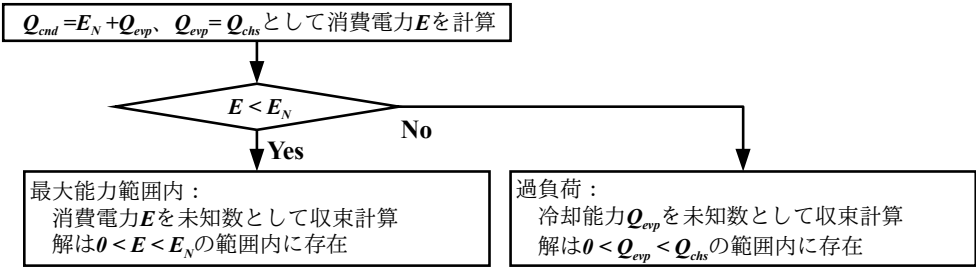 Q_cnd =E_N +Q_evp、Q_evp= Q_chsとして消費電力Eを計算
E < E_N
No
Yes
最大能力範囲内：
消費電力Eを未知数として収束計算
解は0 < E < E_Nの範囲内に存在
過負荷：
冷却能力Q_evpを未知数として収束計算
解は0 < Q_evp < Q_chsの範囲内に存在